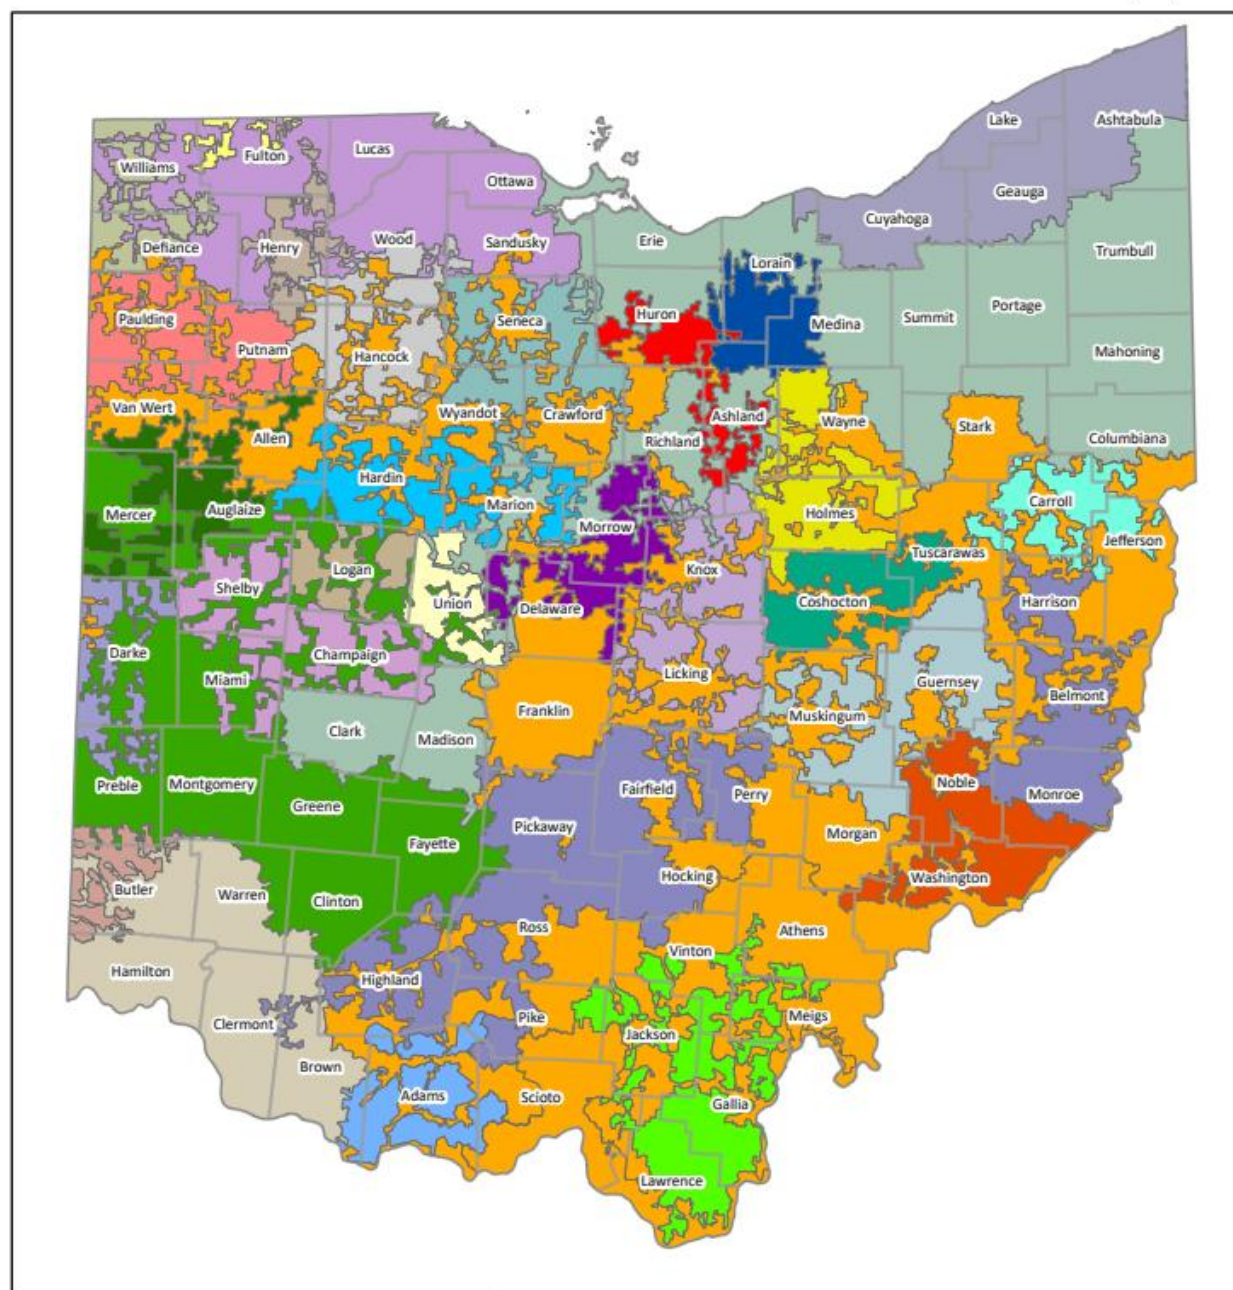 Lake
Ashtabula
Lucas
Fulton
Williams
Ottawa
Geauga
Cuyahoga
Wood
Erie
Sandusky
Henry
Defiance
Trumbull
Lorain
Portage
Huron
Summit
Paulding
Seneca
Medina
Putnam
Hancock
Mahoning
Van Wert
Wyandot
Crawford
Ashland
Wayne
Stark
Allen
Richland
Columbiana
Hardin
Carroll
Marion
Auglaize
Mercer
Holmes
Morrow
Jefferson
Tuscarawas
Logan
Knox
Shelby
Union
Coshocton
Harrison
Delaware
Darke
Champaign
Licking
Miami
Guernsey
Belmont
Franklin
Muskingum
Clark
Madison
Noble
Montgomery
Preble
Fairfield
Perry
Monroe
Greene
Pickaway
Morgan
Fayette
Hocking
Washington
Butler
Warren
Clinton
Ross
Athens
Vinton
Hamilton
Highland
Meigs
Pike
Clermont
Jackson
Brown
Adams
Scioto
Gallia
Lawrence